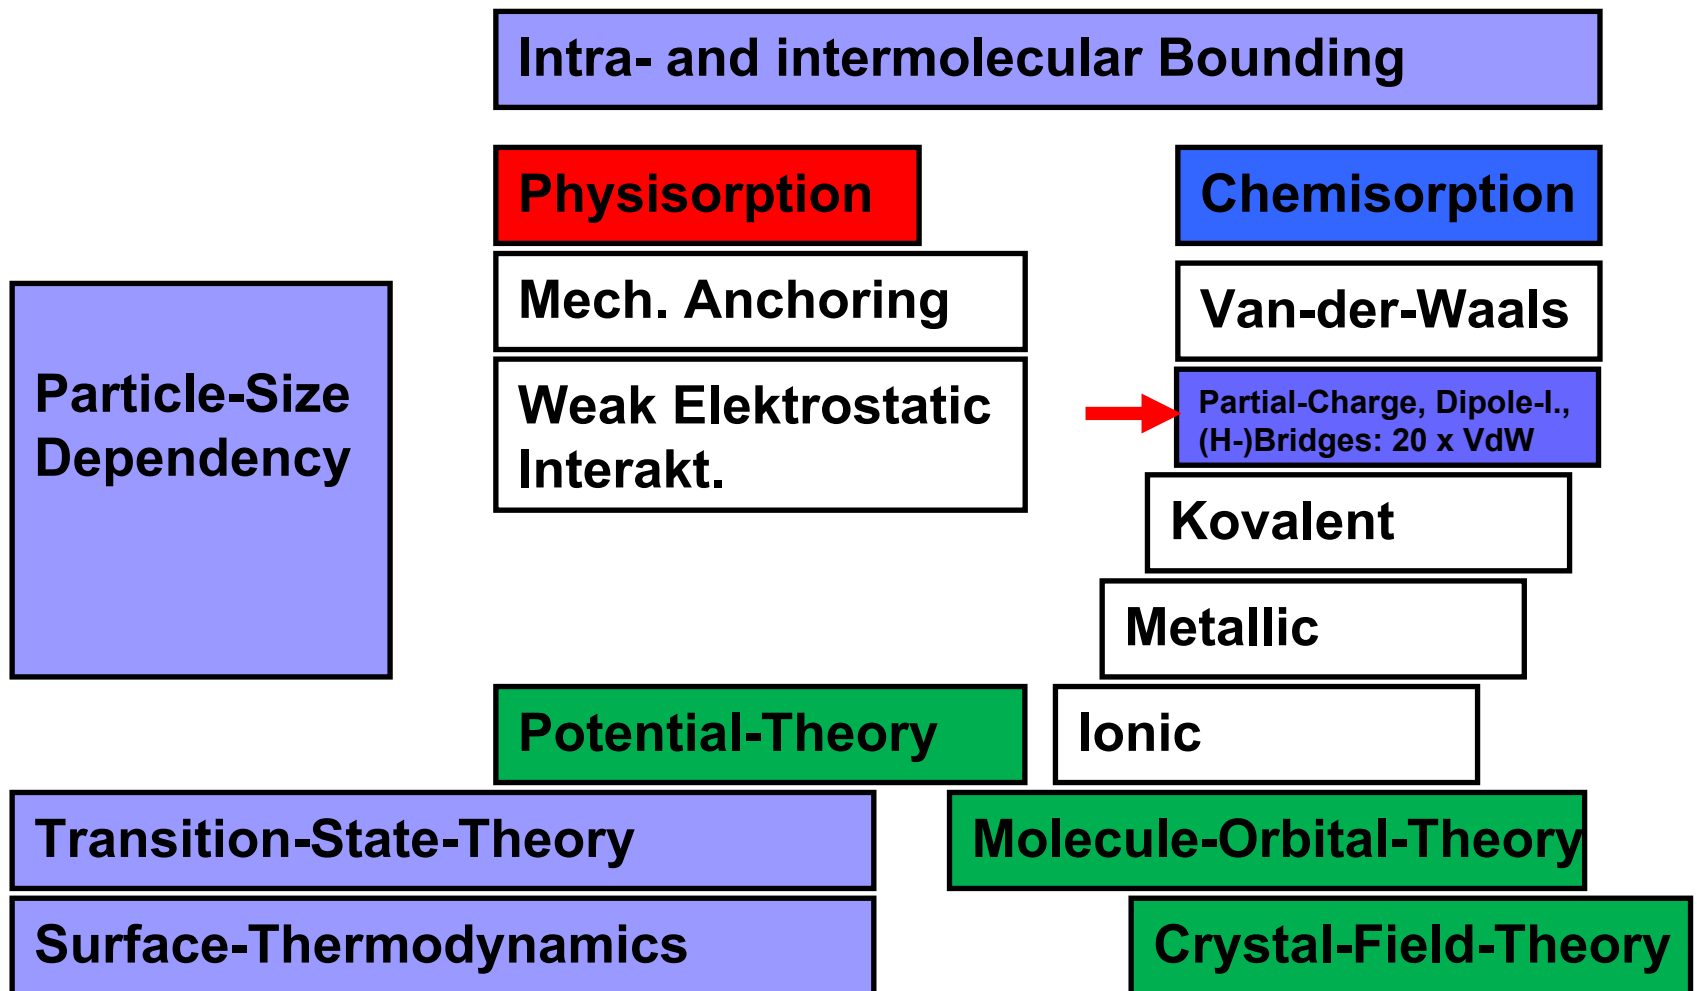 Intra- and intermolecular Bounding
Physisorption
Chemisorption
Mech. Anchoring
Van-der-Waals
Particle-Size
Dependency
Weak Elektrostatic
Interakt.
Partial-Charge, Dipole-I.,
(H-)Bridges: 20 x VdW
Kovalent
Metallic
Potential-Theory
Ionic
Transition-State-Theory
Molecule-Orbital-Theory
Surface-Thermodynamics
Crystal-Field-Theory